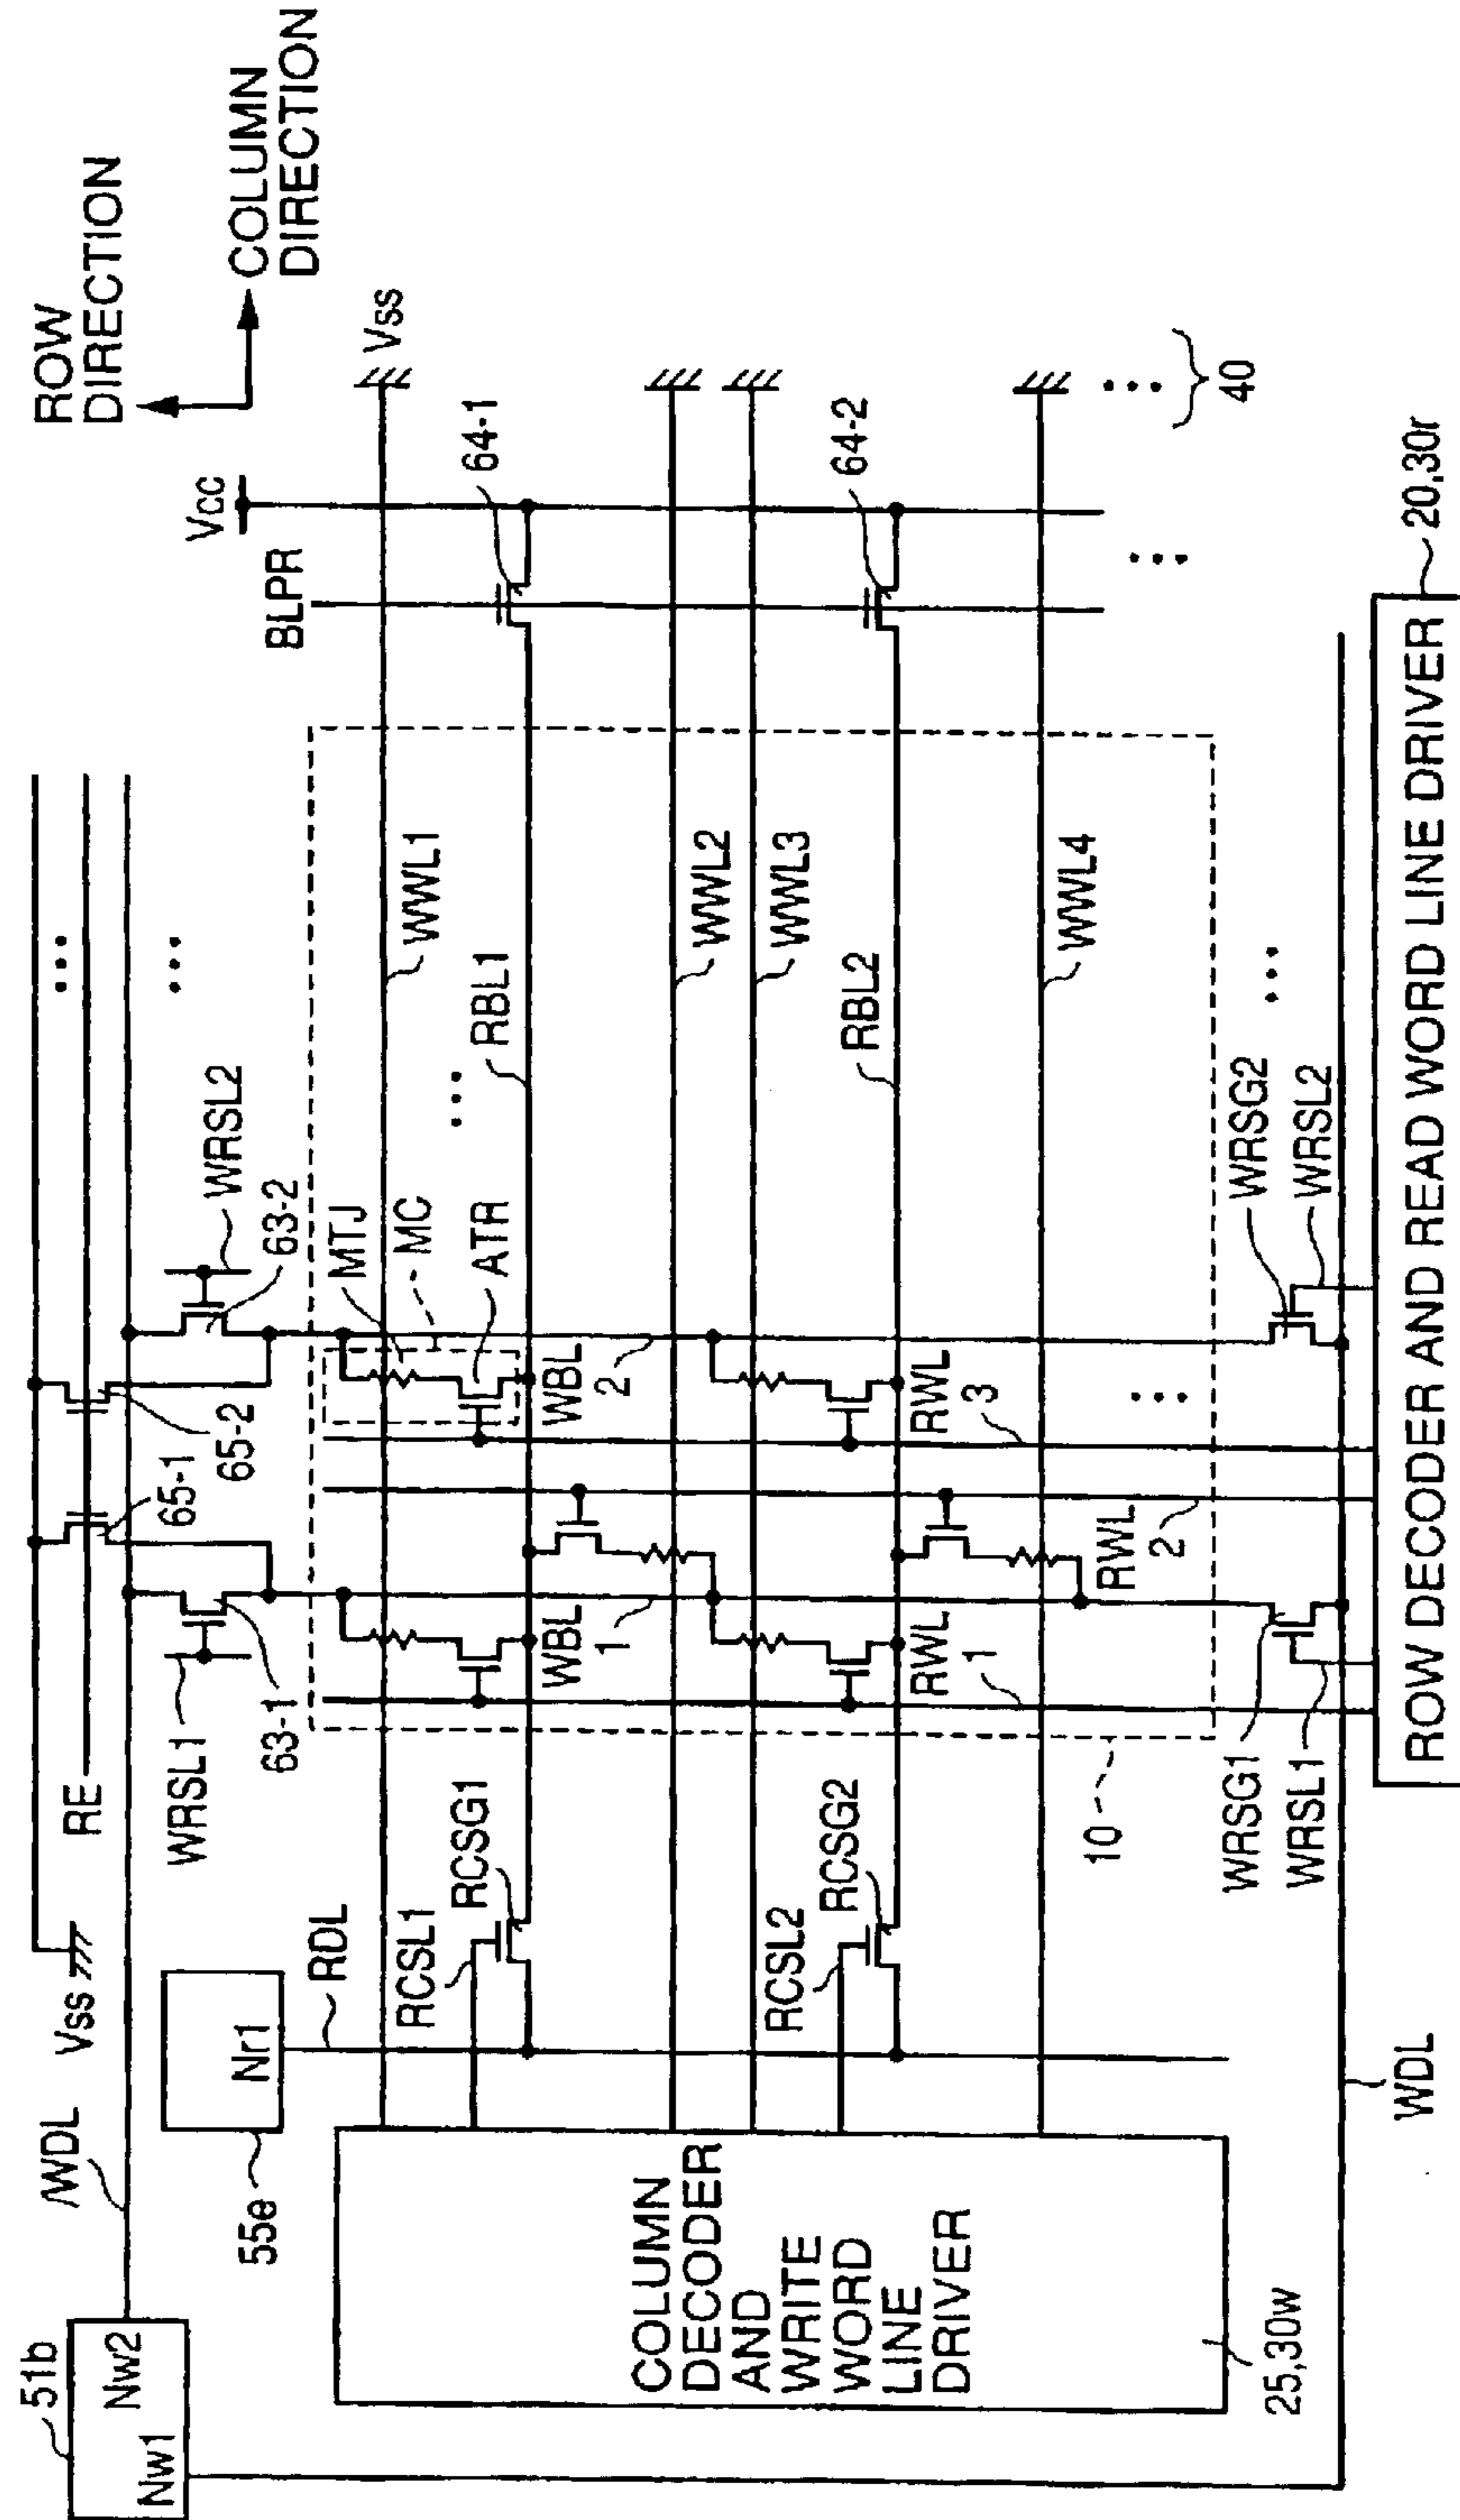 ROW
DIRECTION
COLUMN
DIRECTION
51b
Nw2
Nw1
/WDL
Vss
RE
WRSL1
63-1
65-1
65-2
WRSL2
63-2
BLPR
Vcc
Vss
Nr1
55e
RDL
MTJ
MC
ATR
WWL1
RCSL1
RCSG1
RBL1
64-1
WBL
1
WBL
2
WWL2
WWL3
COLUMN
DECODER
AND
WRITE
WORD
LINE
DRIVER
25,30w
RCSL2
RCSG2
RBL2
64-2
RWL
1
RWL
3
WWL4
RWL
2
10
WRSG1
WRSL1
WRSG2
WRSL2
40
WDL
ROW DECODER AND READ WORD LINE DRIVER
20,30r